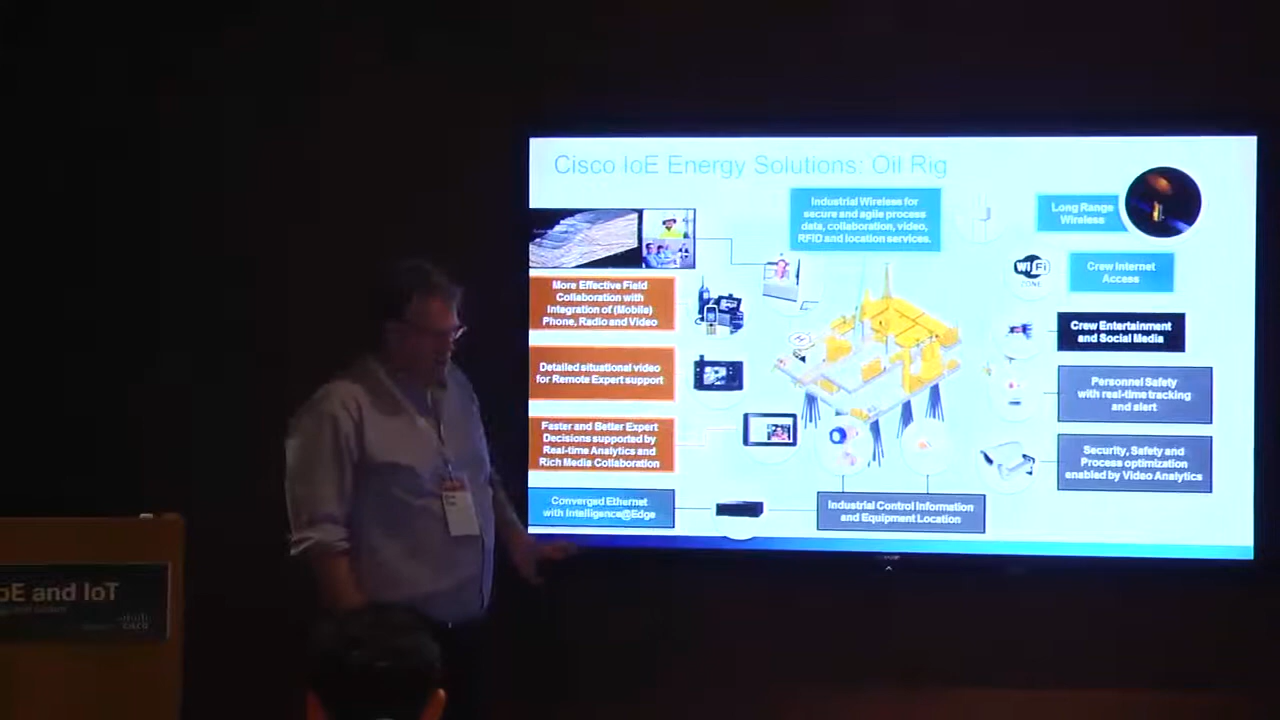 Cisco IoE Energy Solutions: Oil Rig
Industrial Wireless for
secure and agile process
data, collaboration, video,
RFID and location services.
Long Range
Wireless
WiFi
ZONE
Crew Internet
Access
More Effective Field
Collaboration with
Integration of (Mobile)
Phone, Radio and Video
Crew Entertainment
and Social Media
Detailed situational video
for Remote Expert support
Personnel Safety
with real-time tracking
and alert
Faster and Better Expert
Decisions supported by
Real-time Analytics and
Rich Media Collaboration
Security, Safety and
Process optimization
enabled by Video Analytics
Converged Ethernet
with Intelligence@Edge
Industrial Control Information
and Equipment Location
oE and IoT
CISCO